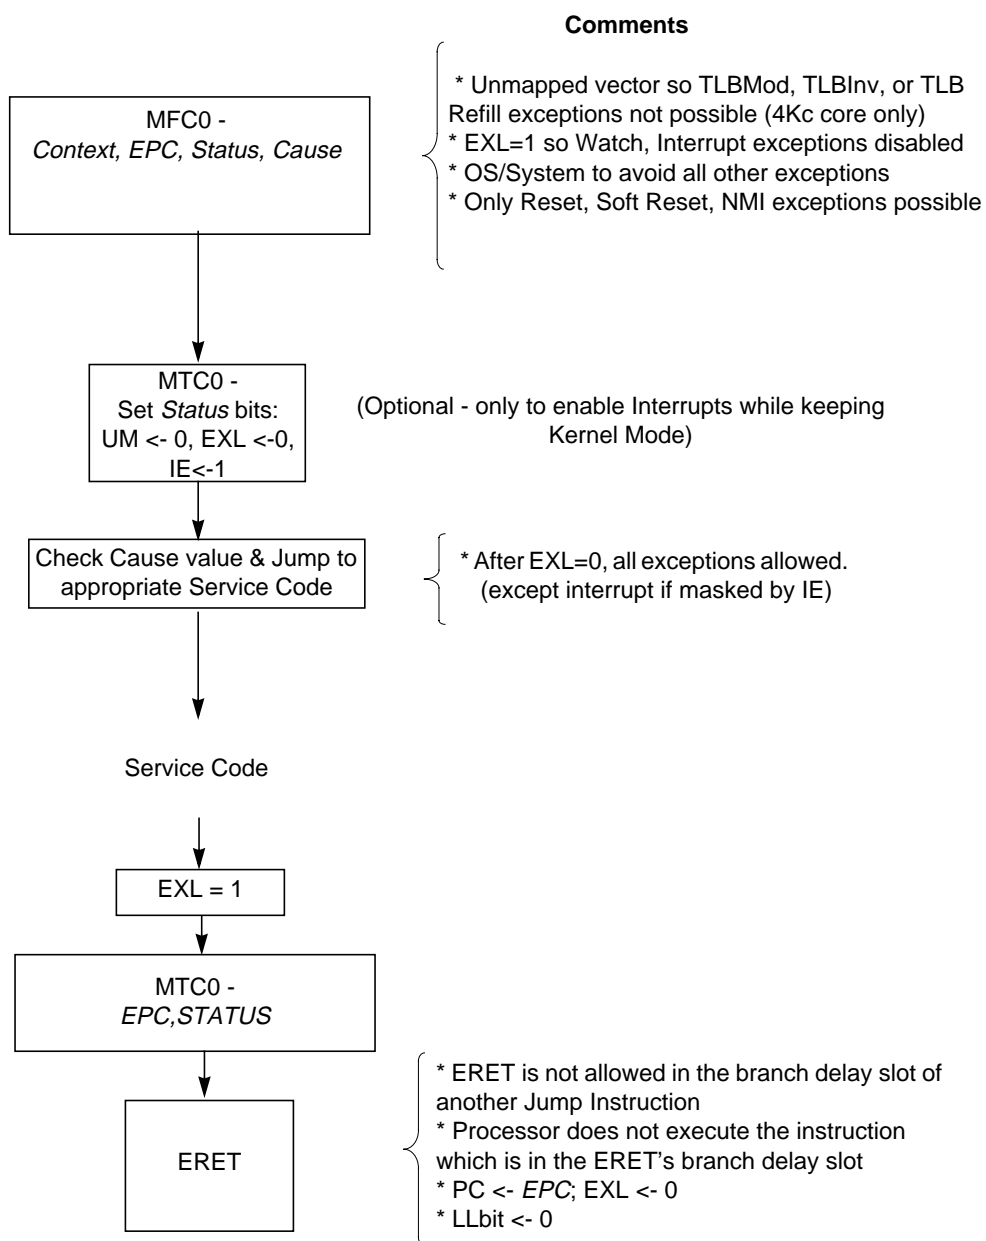 Comments
MFC0 -
Context, EPC, Status, Cause
* Unmapped vector so TLBMod, TLBInv, or TLB
Refill exceptions not possible (4Kc core only)
* EXL=1 so Watch, Interrupt exceptions disabled
* OS/System to avoid all other exceptions
* Only Reset, Soft Reset, NMI exceptions possible
MTC0 -
Set Status bits:
UM <- 0, EXL <-0,
IE<-1
(Optional - only to enable Interrupts while keeping
Kernel Mode)
Check Cause value & Jump to
appropriate Service Code
* After EXL=0, all exceptions allowed.
(except interrupt if masked by IE)
Service Code
EXL = 1
MTC0 -
EPC,STATUS
ERET
* ERET is not allowed in the branch delay slot of
another Jump Instruction
* Processor does not execute the instruction
which is in the ERET's branch delay slot
* PC <- EPC; EXL <- 0
* LLbit <- 0